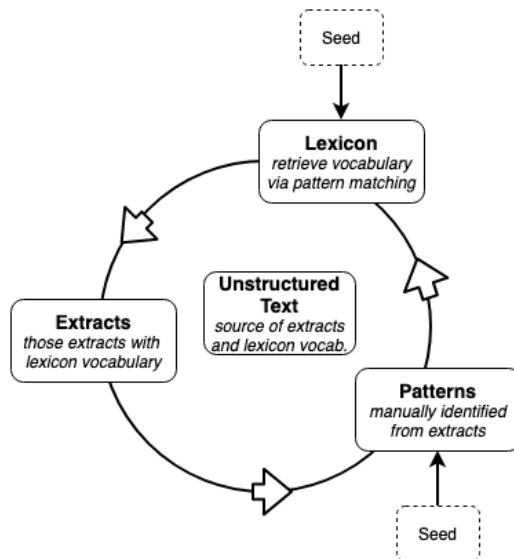 Seed
Lexicon
retrieve vocabulary
via pattern matching
Unstructured
Text
source of extracts
and lexicon vocab.
Extracts
those extracts with
lexicon vocabulary
Patterns
manually identified
from extracts
Seed